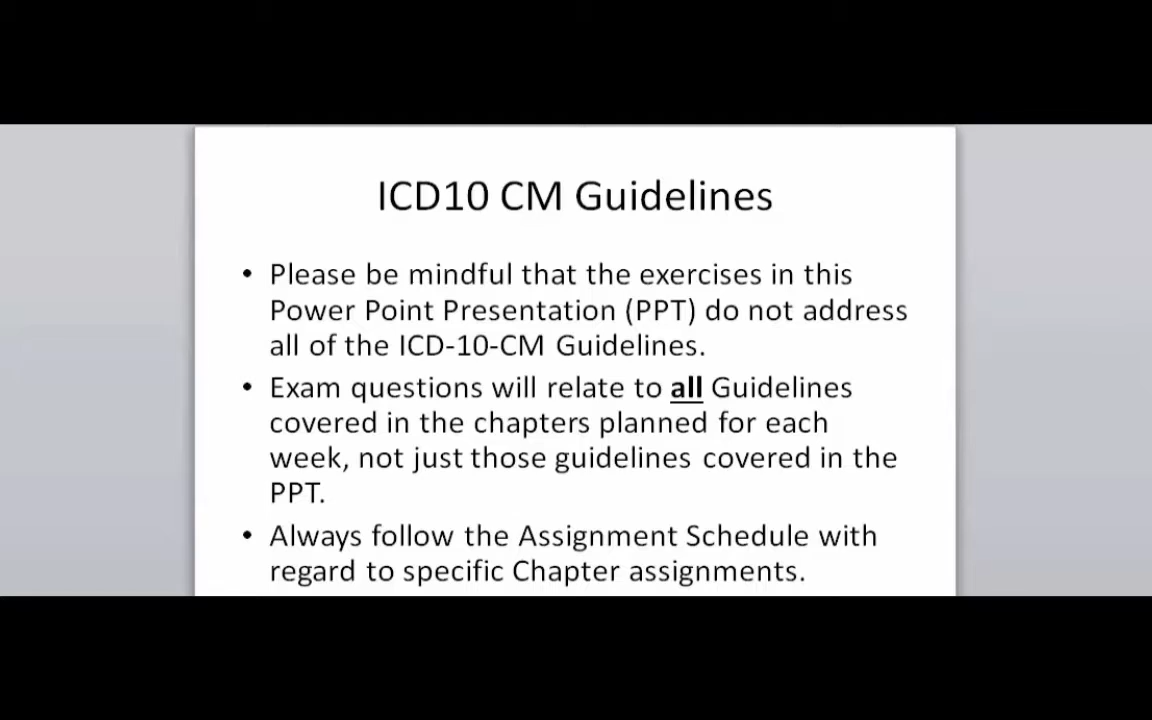 ICD10 CM Guidelines
• Please be mindful that the exercises in this
Power Point Presentation (PPT) do not address
all of the ICD-10-CM Guidelines.
• Exam questions will relate to all Guidelines
covered in the chapters planned for each
week, not just those guidelines covered in the
PPT.
• Always follow the Assignment Schedule with
regard to specific Chapter assignments.